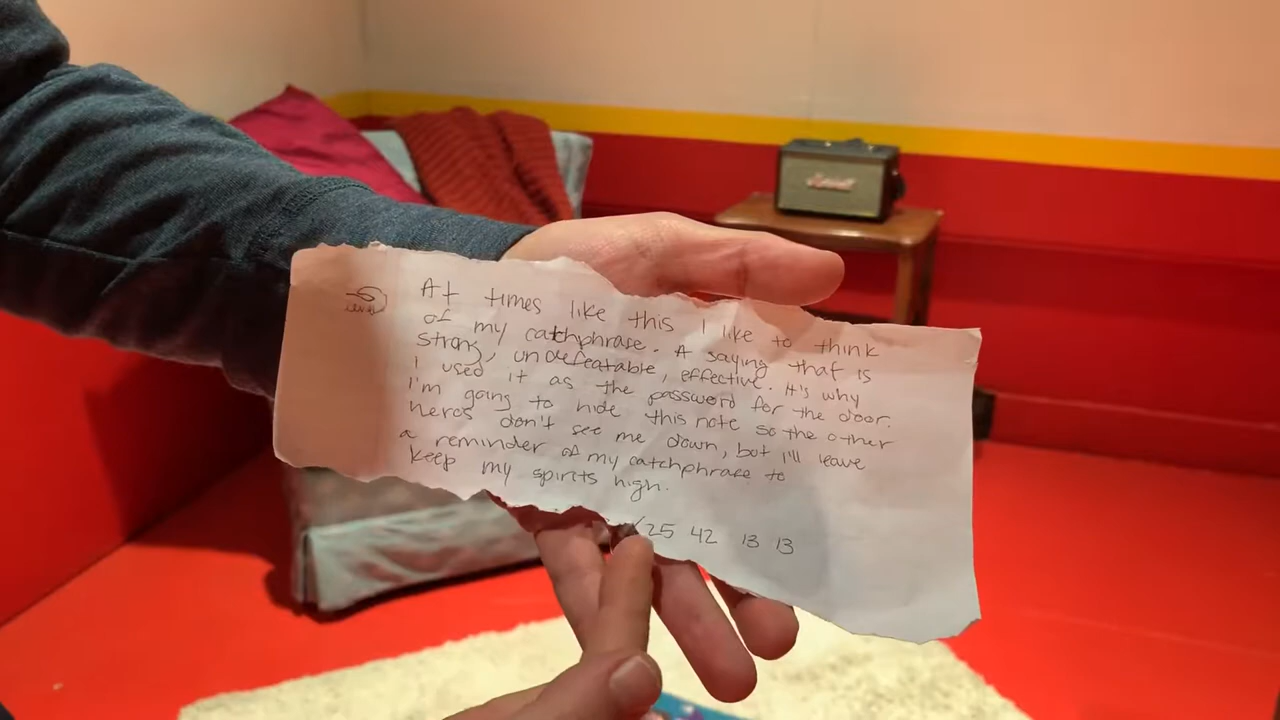 At times like this I like to think
of my catchphrase. A saying that is
strong, undefeatable, effective. It's why
I used it as the password for the door.
I'm going to hide this note so the other
heros don't see me down, but I'll leave
a reminder of my catchphrase to
keep my spirits high.
25 42 13 13
Marshall